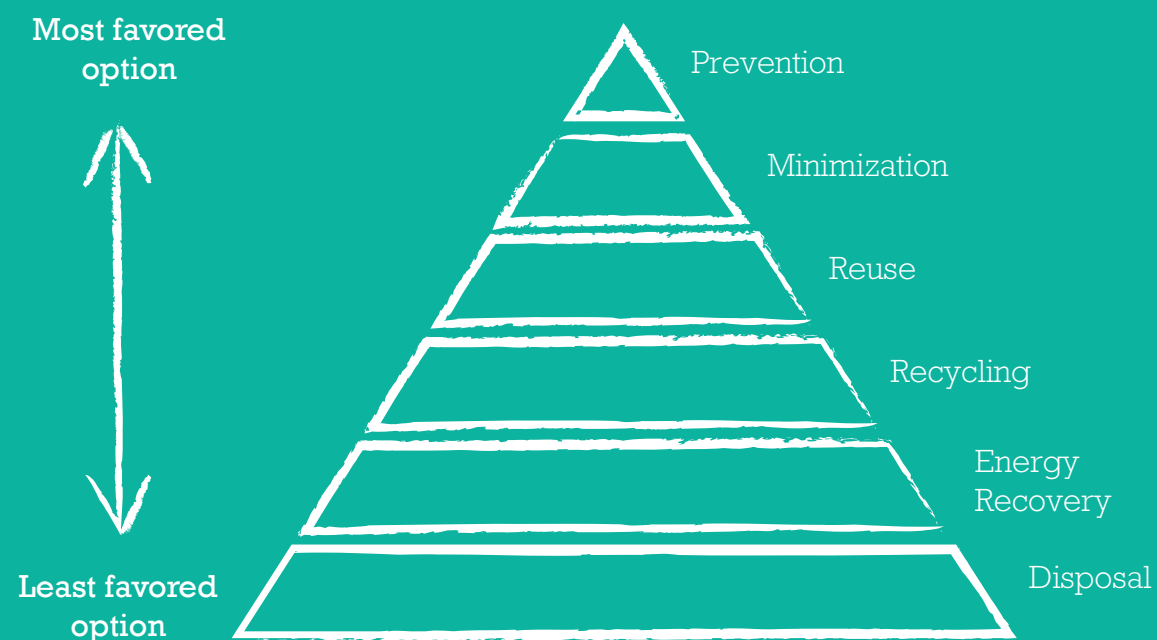 Most favored
option
Prevention
Minimization
Reuse
Recycling
Energy
Recovery
Disposal
Least favored
option